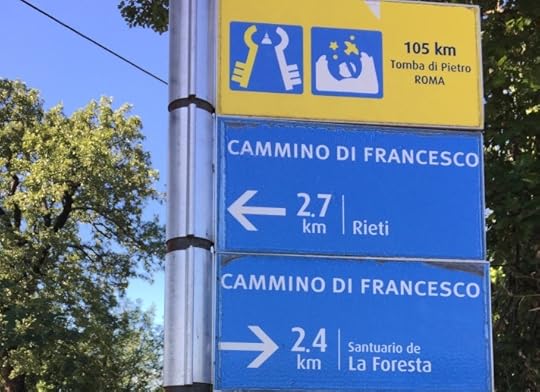 105 km
Tomba di Pietro
ROMA
CAMMINO DI FRANCESCO
2.7 km Rieti
CAMMINO DI FRANCESCO
2.4 km Santuario de
La Foresta